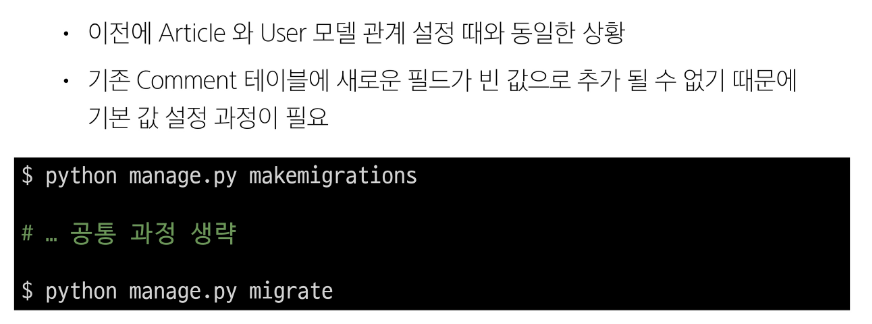 • 이전에 Article 와 User 모델 관계 설정 때와 동일한 상황
• 기존 Comment 테이블에 새로운 필드가 빈 값으로 추가 될 수 없기 때문에
기본 값 설정 과정이 필요
$ python manage.py makemigrations
# … 공통 과정 생략
$ python manage.py migrate